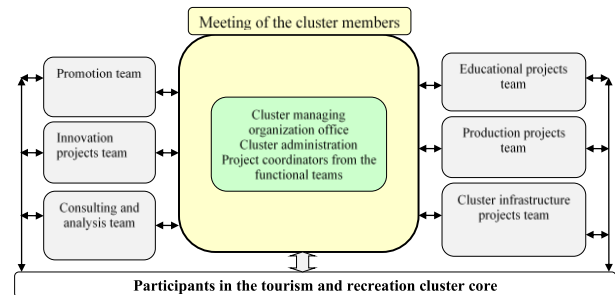 Meeting of the cluster members
Promotion team
Innovation
projects team
Consulting and
analysis team
Cluster managing
organization office
Cluster administration
Project coordinators from the
functional teams
Educational projects
team
Production projects
team
Cluster infrastructure
projects team
Participants in the tourism and recreation cluster core